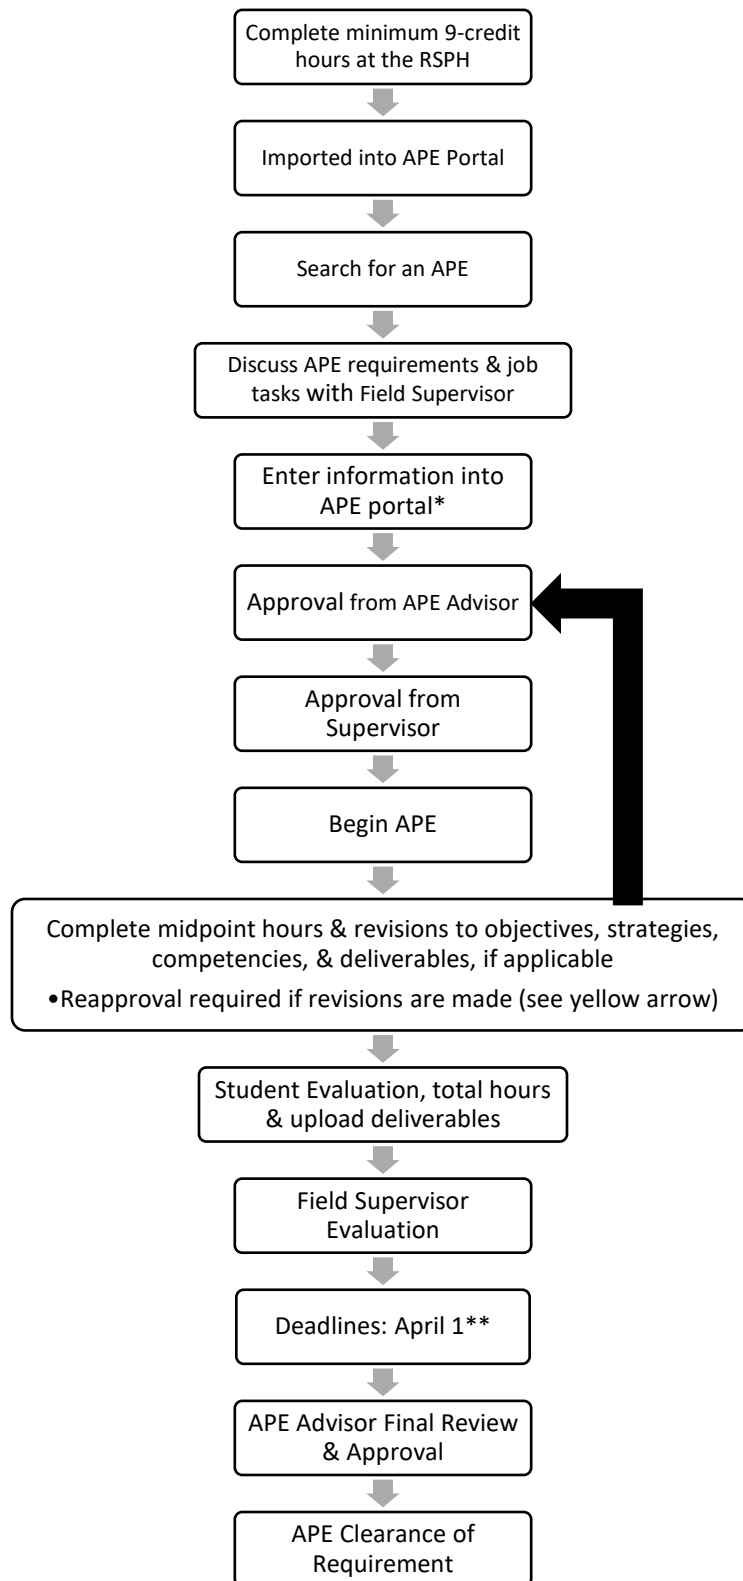 Complete minimum 9-credit
hours at the RSPH
Imported into APE Portal
Search for an APE
Discuss APE requirements & job
tasks with Field Supervisor
Enter information into
APE portal*
Approval from APE Advisor
Approval from
Supervisor
Begin APE
Complete midpoint hours & revisions to objectives, strategies,
competencies, & deliverables, if applicable
•Reapproval required if revisions are made (see yellow arrow)
Student Evaluation, total hours
& upload deliverables
Field Supervisor
Evaluation
Deadlines: April 1**
APE Advisor Final Review
& Approval
APE Clearance of
Requirement